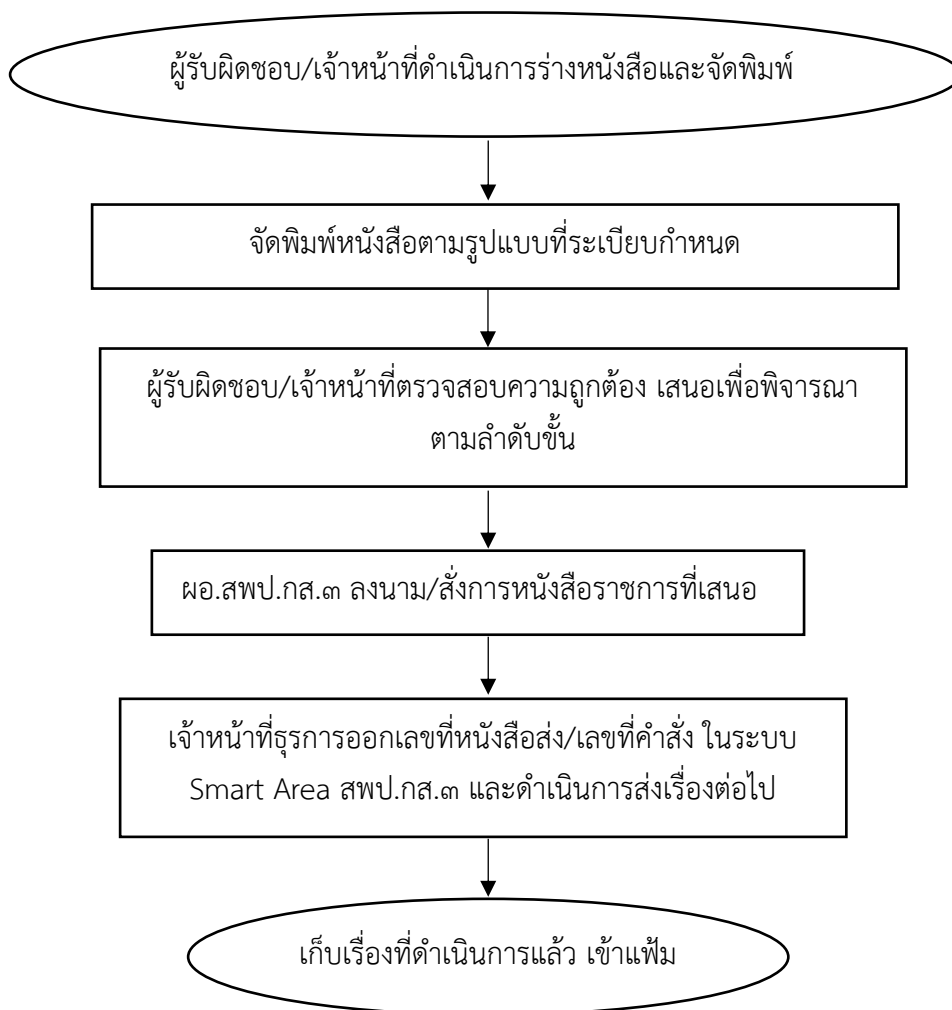 ผู้รับผิดชอบ/เจ้าหน้าที่ดำเนินการร่างหนังสือและจัดพิมพ์
จัดพิมพ์หนังสือตามรูปแบบที่ระเบียบกำหนด
ผู้รับผิดชอบ/เจ้าหน้าที่ตรวจสอบความถูกต้อง เสนอเพื่อพิจารณา
ตามลำดับขั้น
ผอ.สพป.กส.๓ ลงนาม/สั่งการหนังสือราชการที่เสนอ
เจ้าหน้าที่ธุรการออกเลขที่หนังสือส่ง/เลขที่คำสั่ง ในระบบ
Smart Area สพป.กส.๓ และดำเนินการส่งเรื่องต่อไป
เก็บเรื่องที่ดำเนินการแล้ว เข้าแฟ้ม